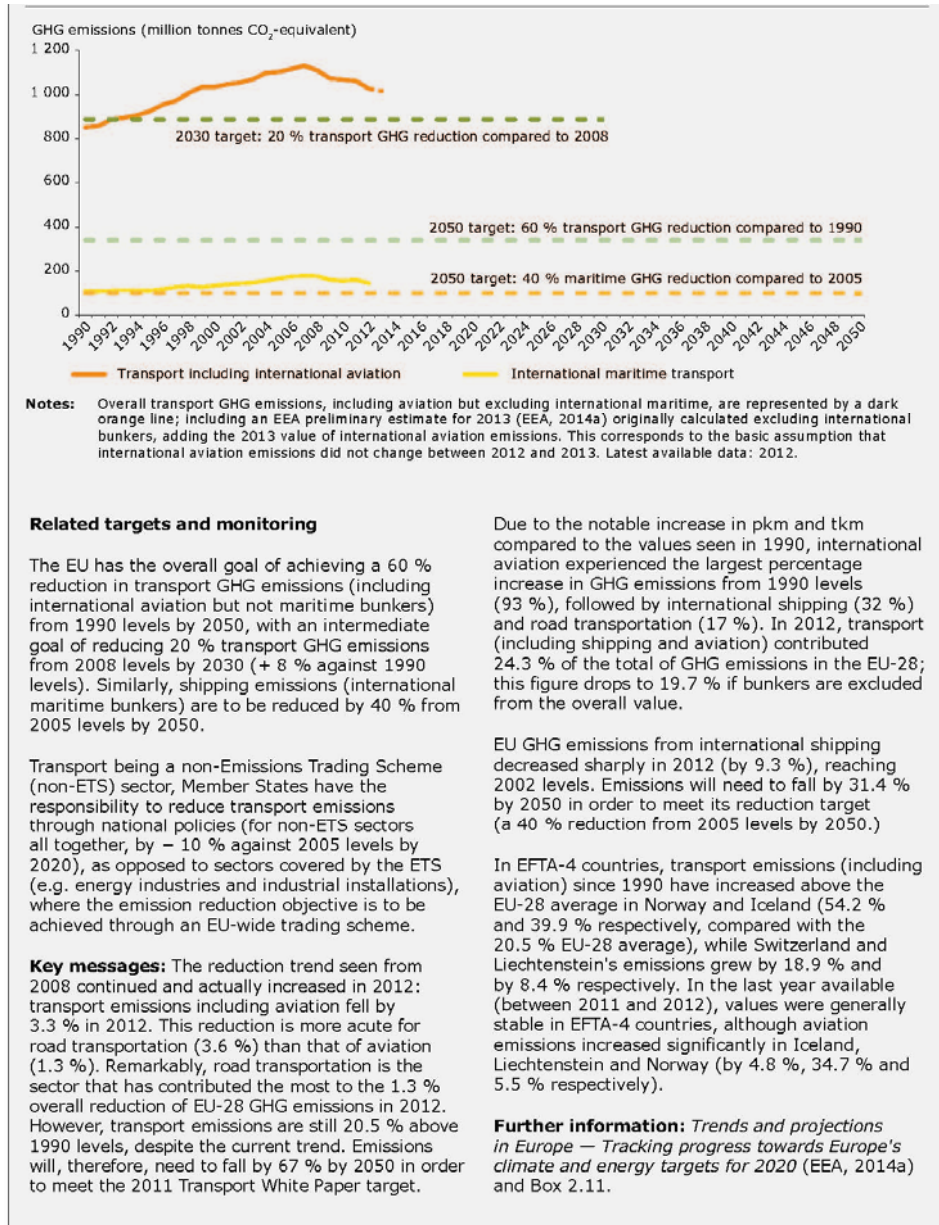 GHG emissions (million tonnes CO2-equivalent)
1 200
1 000
800
600
400
200
0
2030 target: 20 % transport GHG reduction compared to 2008
2050 target: 60 % transport GHG reduction compared to 1990
2050 target: 40 % maritime GHG reduction compared to 2005
1990 1992 1994 1996 1998 2000 2002 2004 2006 2008 2010 2012 2014 2016 2018 2020 2022 2024 2026 2028 2030 2032 2034 2036 2038 2040 2042 2044 2046 2048 2050
Transport including international aviation
International maritime transport
Notes: Overall transport GHG emissions, including aviation but excluding international maritime, are represented by a dark
orange line; including an EEA preliminary estimate for 2013 (EEA, 2014a) originally calculated excluding international
bunkers, adding the 2013 value of international aviation emissions. This corresponds to the basic assumption that
international aviation emissions did not change between 2012 and 2013. Latest available data: 2012.
Related targets and monitoring
The EU has the overall goal of achieving a 60 %
reduction in transport GHG emissions (including
international aviation but not maritime bunkers)
from 1990 levels by 2050, with an intermediate
goal of reducing 20 % transport GHG emissions
from 2008 levels by 2030 (+ 8 % against 1990
levels). Similarly, shipping emissions (international
maritime bunkers) are to be reduced by 40 % from
2005 levels by 2050.
Transport being a non-Emissions Trading Scheme
(non-ETS) sector, Member States have the
responsibility to reduce transport emissions
through national policies (for non-ETS sectors
all together, by − 10 % against 2005 levels by
2020), as opposed to sectors covered by the ETS
(e.g. energy industries and industrial installations),
where the emission reduction objective is to be
achieved through an EU-wide trading scheme.
Key messages: The reduction trend seen from
2008 continued and actually increased in 2012:
transport emissions including aviation fell by
3.3 % in 2012. This reduction is more acute for
road transportation (3.6 %) than that of aviation
(1.3 %). Remarkably, road transportation is the
sector that has contributed the most to the 1.3 %
overall reduction of EU-28 GHG emissions in 2012.
However, transport emissions are still 20.5 % above
1990 levels, despite the current trend. Emissions
will, therefore, need to fall by 67 % by 2050 in order
to meet the 2011 Transport White Paper target.
Due to the notable increase in pkm and tkm
compared to the values seen in 1990, international
aviation experienced the largest percentage
increase in GHG emissions from 1990 levels
(93 %), followed by international shipping (32 %)
and road transportation (17 %). In 2012, transport
(including shipping and aviation) contributed
24.3 % of the total of GHG emissions in the EU-28;
this figure drops to 19.7 % if bunkers are excluded
from the overall value.
EU GHG emissions from international shipping
decreased sharply in 2012 (by 9.3 %), reaching
2002 levels. Emissions will need to fall by 31.4 %
by 2050 in order to meet its reduction target
(a 40 % reduction from 2005 levels by 2050.)
In EFTA-4 countries, transport emissions (including
aviation) since 1990 have increased above the
EU-28 average in Norway and Iceland (54.2 %
and 39.9 % respectively, compared with the
20.5 % EU-28 average), while Switzerland and
Liechtenstein's emissions grew by 18.9 % and
by 8.4 % respectively. In the last year available
(between 2011 and 2012), values were generally
stable in EFTA-4 countries, although aviation
emissions increased significantly in Iceland,
Liechtenstein and Norway (by 4.8 %, 34.7 % and
5.5 % respectively).
Further information: Trends and projections
in Europe — Tracking progress towards Europe's
climate and energy targets for 2020 (EEA, 2014a)
and Box 2.11.